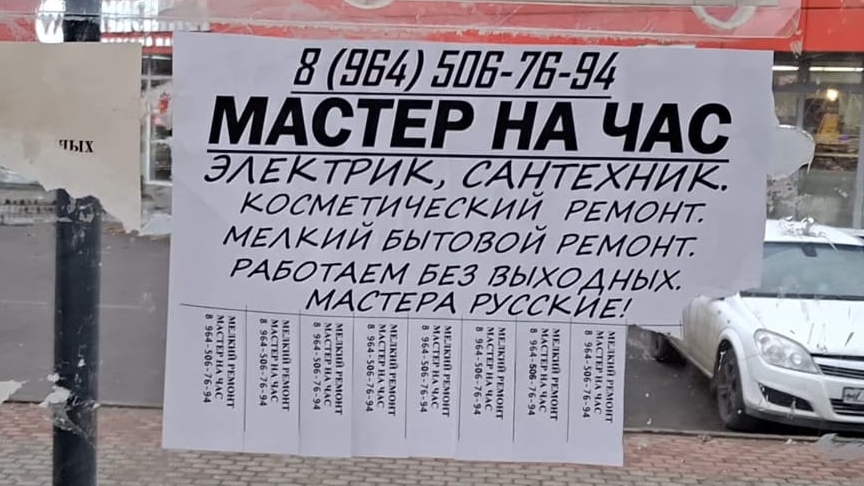 8 (964) 506-76-94
МАСТЕР НА ЧАС
ЭЛЕКТРИК, САНТЕХНИК.
КОСМЕТИЧЕСКИЙ РЕМОНТ.
МЕЛКИЙ БЫТОВОЙ РЕМОНТ.
РАБОТАЕМ БЕЗ ВЫХОДНЫХ.
МАСТЕРА РУССКИЕ!
МЕЛКИЙ РЕМОНТ
МАСТЕР НА ЧАС
8 964-506-76-94
МЕЛКИЙ РЕМОНТ
МАСТЕР НА ЧАС
8 964-506-76-94
МЕЛКИЙ РЕМОНТ
МАСТЕР НА ЧАС
8 964-506-76-94
МЕЛКИЙ РЕМОНТ
МАСТЕР НА ЧАС
8 964-506-76-94
МЕЛКИЙ РЕМОНТ
МАСТЕР НА ЧАС
8 964-506-76-94
МЕЛКИЙ РЕМОНТ
МАСТЕР НА ЧАС
8 964-506-76-94
МЕЛКИЙ РЕМОНТ
МАСТЕР НА ЧАС
8 964-506-76-94
МЕЛКИЙ РЕМОНТ
МАСТЕР НА ЧАС
8 964-506-76-94